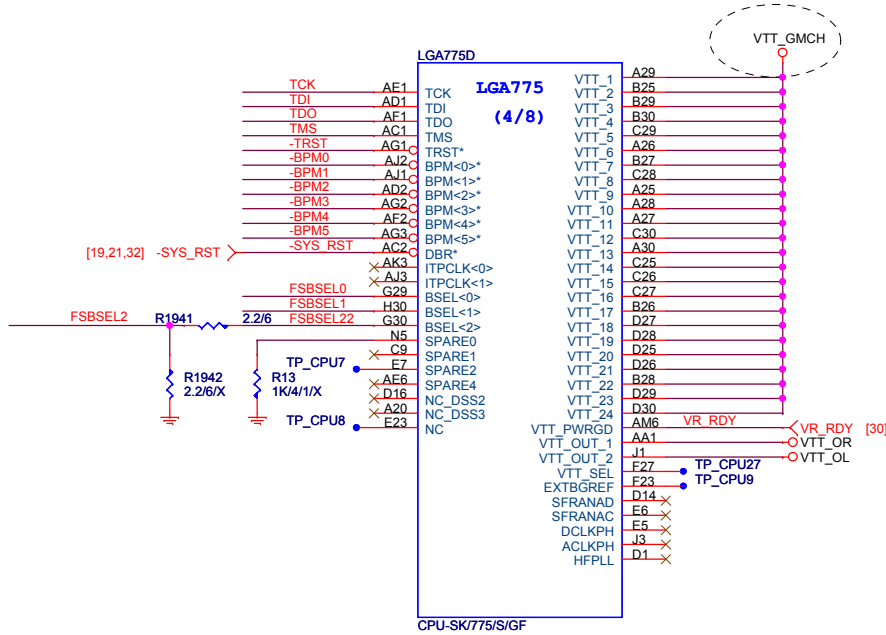 VTT_GMCH
LGA775D
LGA775
(4/8)
TCK AE1 TCK VTT_1 A29
TDI AD1 TDI VTT_2 B25
TDO AF1 TDO VTT_3 B29
TMS AC1 TMS VTT_4 B30
-TRST AG1 TRST* VTT_5 C29
-BPM0 AJ2 BPM<0>* VTT_6 A26
-BPM1 AJ1 BPM<1>* VTT_7 B27
-BPM2 AD2 BPM<2>* VTT_8 C28
-BPM3 AG2 BPM<3>* VTT_9 A25
-BPM4 AF2 BPM<4>* VTT_10 A28
-BPM5 AG3 BPM<5>* VTT_11 A27
[19,21,32] -SYS_RST -SYS_RST AC2 DBR* VTT_12 C30
AK3 ITPCLK<0> VTT_13 A30
AJ3 ITPCLK<1> VTT_14 C25
FSBSEL0 G29 BSEL<0> VTT_15 C26
FSBSEL1 H30 BSEL<1> VTT_16 C27
FSBSEL2 R1941 2.2/6 FSBSEL22 G30 BSEL<2> VTT_17 B26
N5 SPARE0 VTT_18 D27
C9 SPARE1 VTT_19 D28
TP_CPU7 E7 SPARE2 VTT_20 D25
R1942 R13 AE6 SPARE4 VTT_21 D26
2.2/6/X 1K/4/1/X D16 NC_DSS2 VTT_22 B28
A20 NC_DSS3 VTT_23 D29
TP_CPU8 E23 NC VTT_24 D30
VTT_PWRGD AM6 VR_RDY VR_RDY [30]
VTT_OUT_1 AA1 VTT_OR
VTT_OUT_2 J1 VTT_OL
VTT_SEL F27 TP_CPU27
EXTBGREF F23 TP_CPU9
SFRANAD D14
SFRANAC E6
DCLKPH E5
ACLKPH J3
HFPLL D1
CPU-SK/775/S/GF